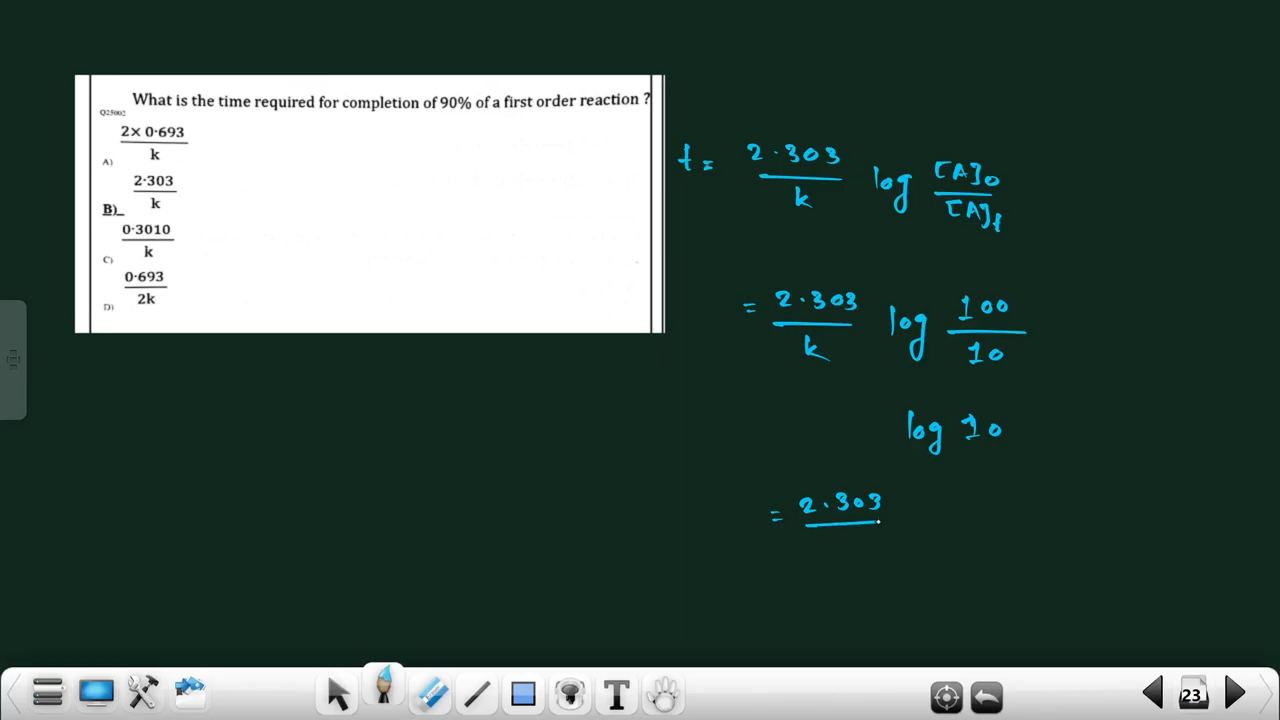 What is the time required for completion of 90% of a first order reaction ?
Q25002
A) 2× 0·693 / k
B) 2·303 / k
C) 0·3010 / k
D) 0·693 / 2k
t = 2.303 / k log [A]0 / [A]t
= 2.303 / k log 100 / 10
log 10
= 2.303
T
23